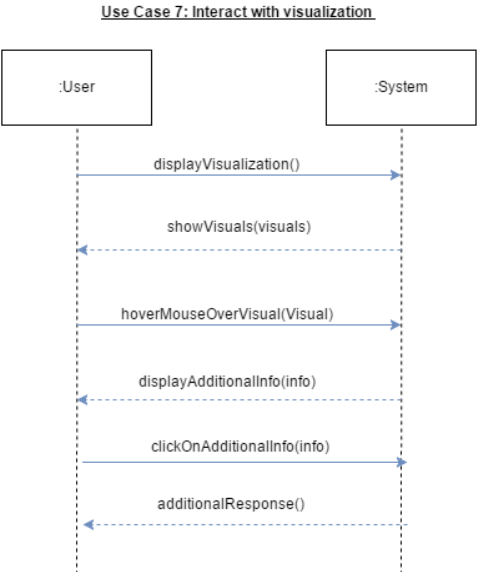 Use Case 7: Interact with visualization
:User
:System
displayVisualization()
showVisuals(visuals)
hoverMouseOverVisual(Visual)
displayAdditionalInfo(info)
clickOnAdditionalInfo(info)
additionalResponse()